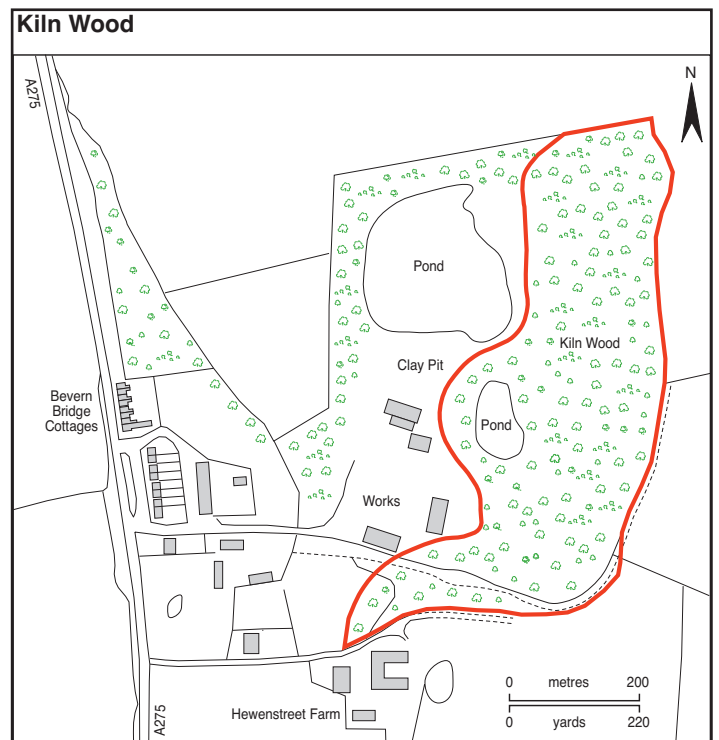 Kiln Wood
A275
N
Pond
Kiln Wood
Clay Pit
Bevern
Bridge
Cottages
Pond
Works
0 metres 200
0 yards 220
A275
Hewenstreet Farm